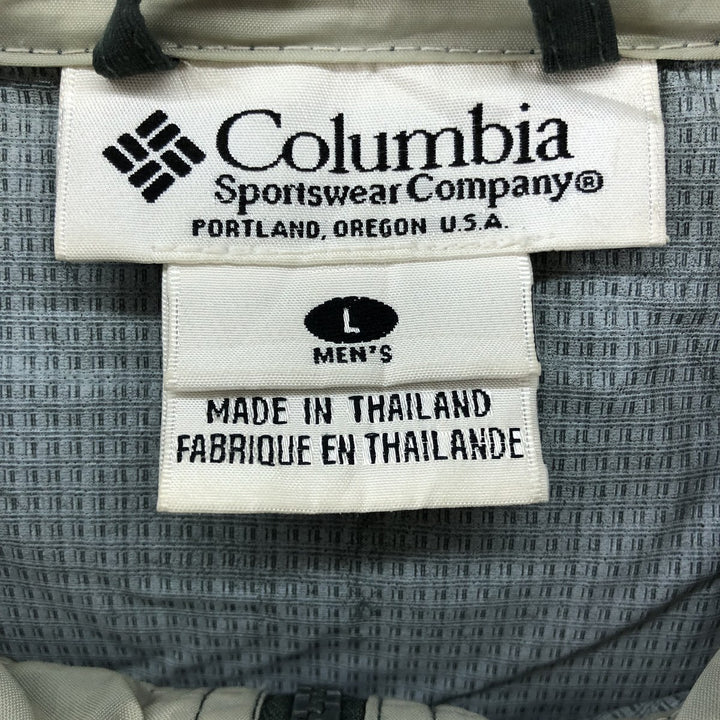 Columbia
Sportswear Company®
PORTLAND, OREGON U.S.A.
L
MEN'S
MADE IN THAILAND
FABRIQUE EN THAILANDE